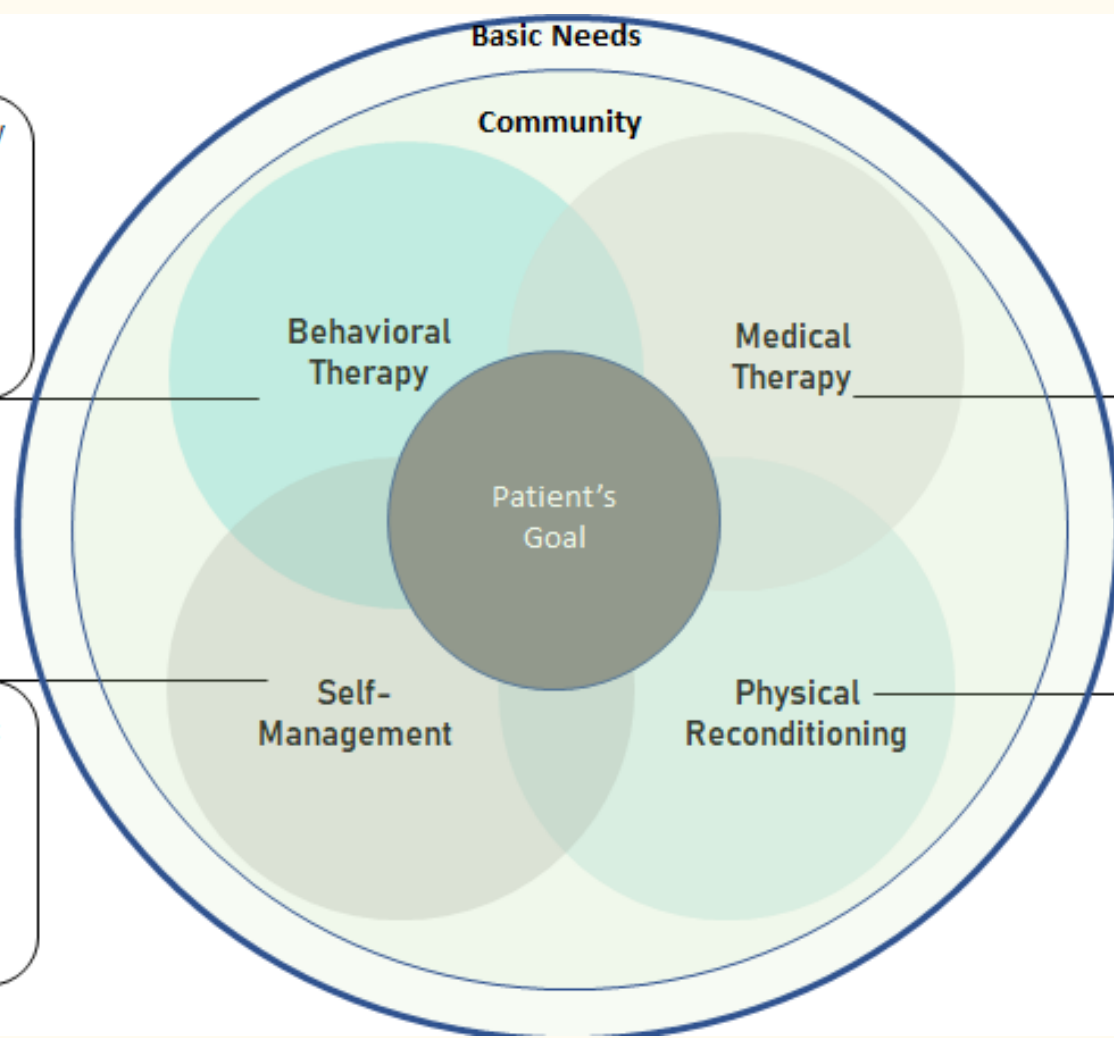 Basic Needs
Community
Behavioral
Therapy
Medical
Therapy
Patient’s
Goal
Self-
Management
Physical
Reconditioning